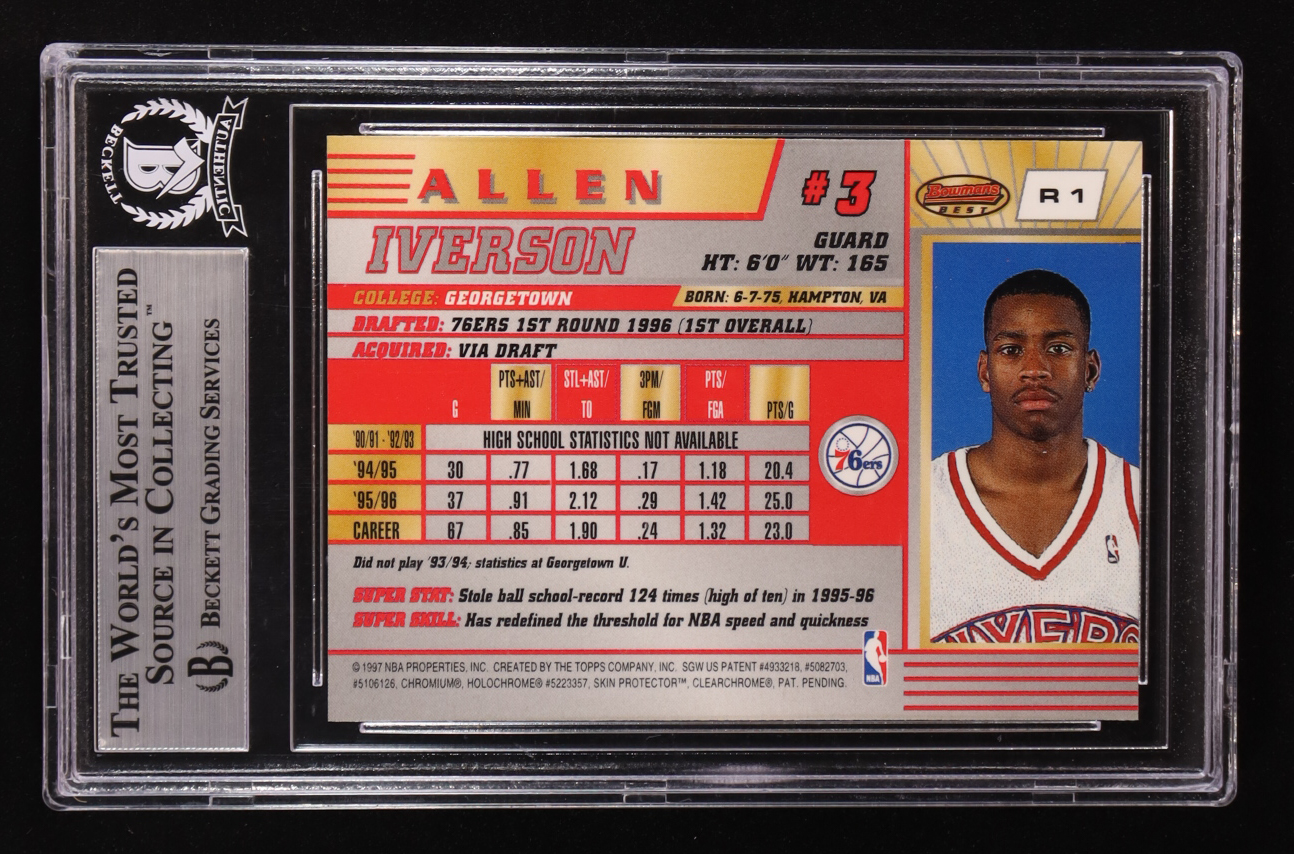 BECKETT
AUTHENTIC
B
THE WORLD'S MOST TRUSTED™
SOURCE IN COLLECTING
B BECKETT GRADING SERVICES
ALLEN
IVERSON
#3
GUARD
HT: 6'0" WT: 165
Bowmans
BEST
R1
COLLEGE: GEORGETOWN
BORN: 6-7-75, HAMPTON, VA
DRAFTED: 76ERS 1ST ROUND 1996 (1ST OVERALL)
ACQUIRED: VIA DRAFT
PTS+AST/ STL+AST/ 3PM/ PTS/
G MIN TO FGM FGA PTS/G
'90/91 - '92/93 HIGH SCHOOL STATISTICS NOT AVAILABLE
'94/95 30 .77 1.68 .17 1.18 20.4
'95/96 37 .91 2.12 .29 1.42 25.0
CAREER 67 .85 1.90 .24 1.32 23.0
76ers
Did not play '93/94; statistics at Georgetown U.
SUPER STAT: Stole ball school-record 124 times (high of ten) in 1995-96
SUPER SKILL: Has redefined the threshold for NBA speed and quickness
NBA
© 1997 NBA PROPERTIES, INC. CREATED BY THE TOPPS COMPANY, INC. SGW US PATENT #4933218, #5082703,
#5106126, CHROMIUM®, HOLOCHROME® #5223357, SKIN PROTECTOR™, CLEARCHROME®, PAT. PENDING.